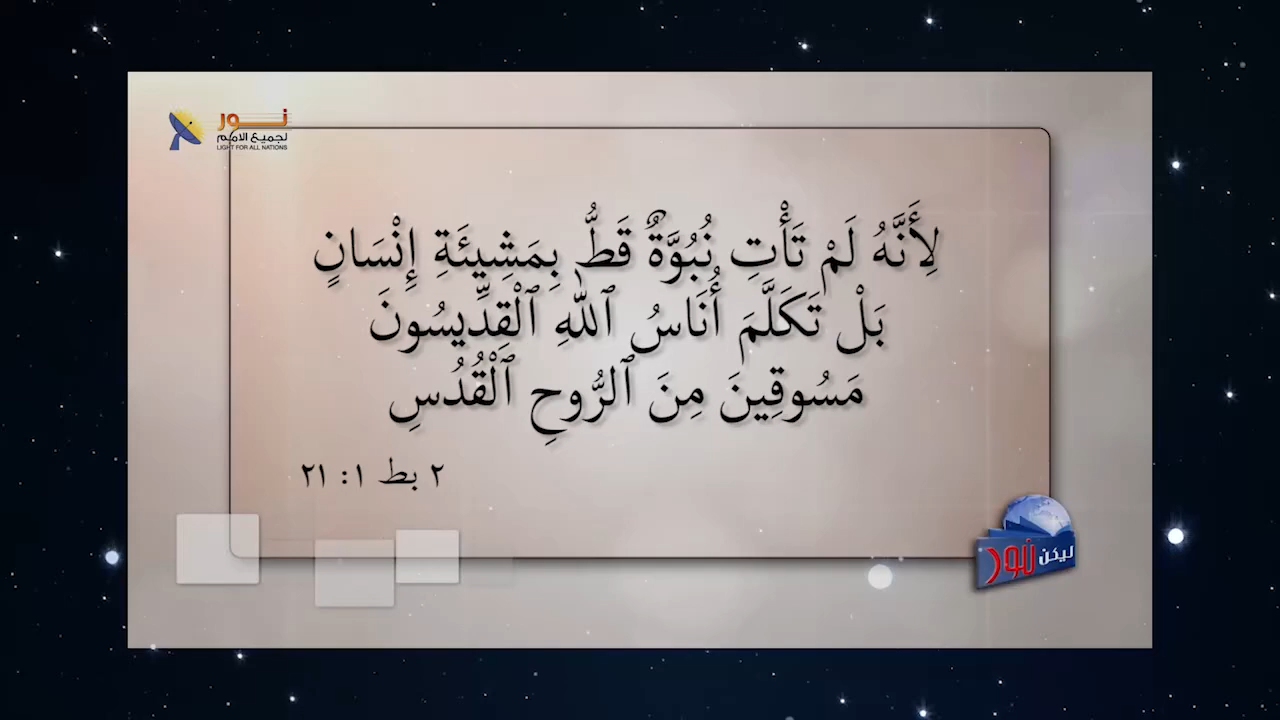 نور
لجميع الامم
LIGHT FOR ALL NATIONS
لِأَنَّهُ لَمْ تَأْتِ نُبُوَّةٌ قَطُّ بِمَشِيئَةِ إِنْسَانٍ
بَلْ تَكَلَّمَ أُنَاسُ ٱللهِ ٱلْقِدِّيسُونَ
مَسُوقِينَ مِنَ ٱلرُّوحِ ٱلْقُدُسِ
٢ بط ١: ٢١
ليكن نور